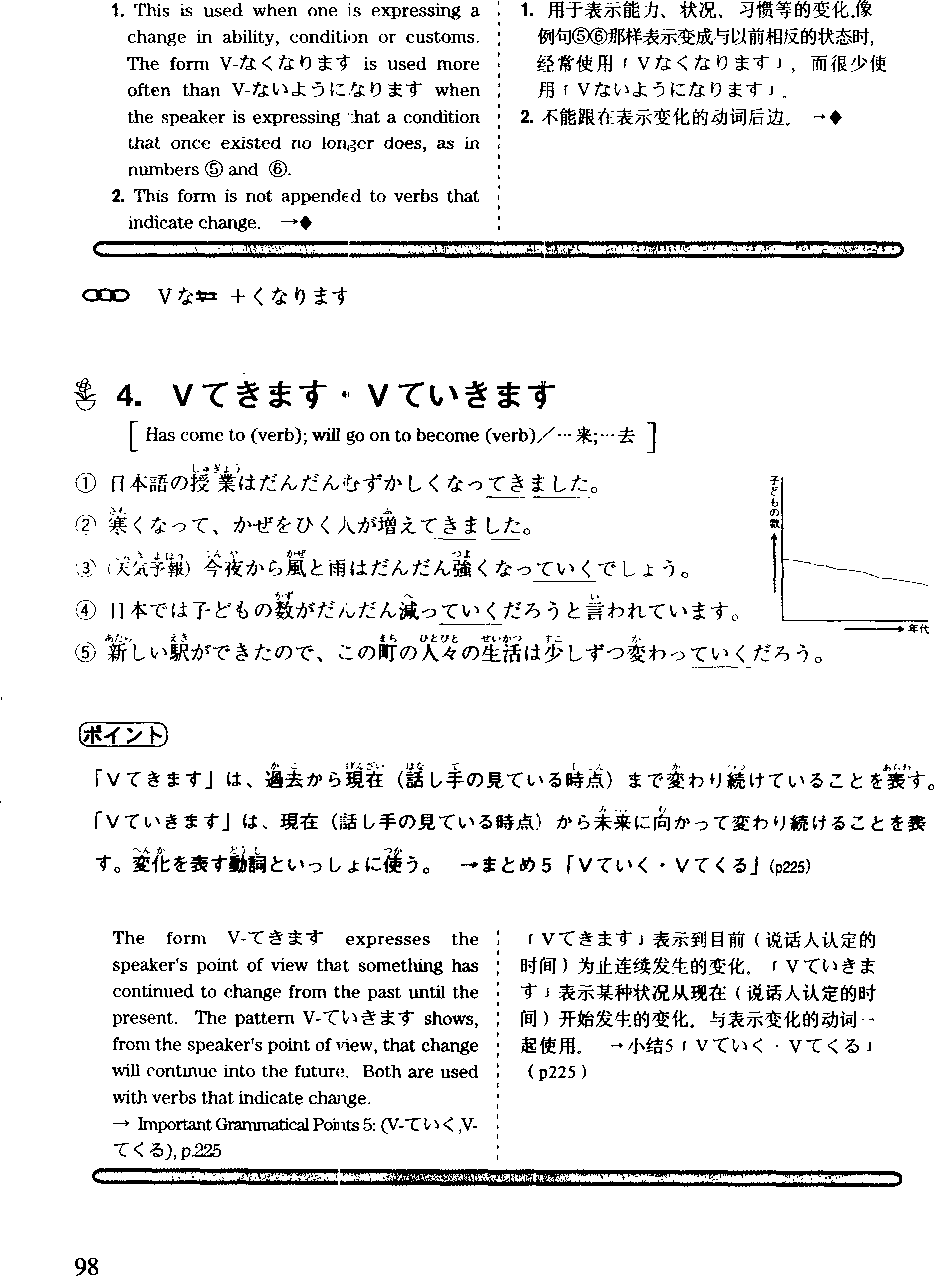 1. This is used when one is expressing a
change in ability, condition or customs.
The form V-なくなります is used more
often than V-ないようになります when
the speaker is expressing that a condition
that once existed no longer does, as in
numbers ⑤ and ⑥.
2. This form is not appended to verbs that
indicate change. →◆
1. 用于表示能力、状况、习惯等的变化.像
例句⑤⑥那样表示变成与以前相反的状态时,
经常使用「Vなくなります」, 而很少使
用「Vないようになります」.
2. 不能跟在表示变化的动词后边. →◆
Vな +くなります
4. Vてきます・Vていきます
[Has come to (verb); will go on to become (verb)/…来;…去]
① 日本語の授業はだんだんむずかしくなってきました。
② 寒くなって、かぜをひく人が増えてきました。
③ (天気予報) 今夜から風と雨はだんだん強くなっていくでしょう。
④ 日本では子どもの数がだんだん減っていくだろうと言われています。
⑤ 新しい駅ができたので、この町の人々の生活は少しずつ変わっていくだろう。
子どもの数
年代
ポイント
「Vてきます」は、過去から現在(話し手の見ている時点)まで変わり続けていることを表す。
「Vていきます」は、現在(話し手の見ている時点)から未来に向かって変わり続けることを表
す。変化を表す動詞といっしょに使う。 →まとめ5「Vていく・Vてくる」(p225)
The form V-てきます expresses the
speaker's point of view that something has
continued to change from the past until the
present. The pattern V-ていきます shows,
from the speaker's point of view, that change
will continue into the future. Both are used
with verbs that indicate change.
→ Important Grammatical Points 5: (V-ていく,V-
てくる), p.225
「Vてきます」表示到目前(说话人认定的
时间)为止连续发生的变化.「Vていきま
す」表示某种状况从现在(说话人认定的时
间)开始发生的变化. 与表示变化的动词一
起使用. →小结5「Vていく・Vてくる」
(p225)
98